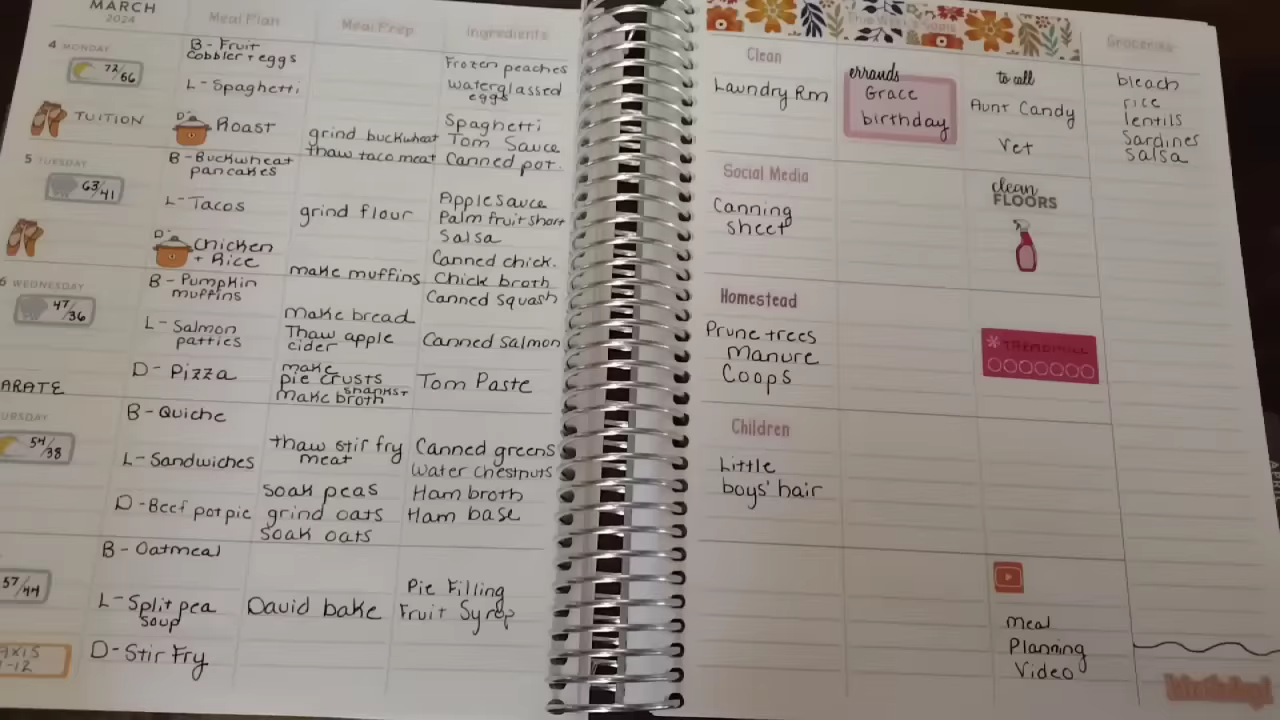 MARCH
2024
Meal Plan
Meal Prep
Ingredients
4 MONDAY
72/66
B - Fruit
cobbler + eggs
L - Spaghetti
Frozen peaches
Waterglassed
eggs
TUITION
D -
Roast
grind buckwheat
thaw taco meat
Spaghetti
Tom Sauce
Canned pot.
5 TUESDAY
63/41
B - Buckwheat
pancakes
L - Tacos
grind flour
Applesauce
Palm fruit short
Salsa
D -
Chicken
+ Rice
make muffins
Canned chick.
Chick broth
6 WEDNESDAY
47/36
B - Pumpkin
muffins
Canned squash
L - Salmon
patties
make bread
Thaw apple
cider
Canned Salmon
D - Pizza
make
pie crusts
make broth
shanks +
Tom Paste
ARATE
URSDAY
54/38
B - Quiche
L - Sandwiches
thaw stir fry
meat
Canned greens
Water chestnuts
D - Beef pot pie
soak peas
grind oats
soak oats
Ham broth
Ham base
57/44
B - Oatmeal
L - Split pea
soup
David bake
Pie Filling
Fruit Syrop
D - Stir Fry
9x15
1-12
Groceries
Clean
Laundry Rm
errands
Grace
birthday
to call
Aunt Candy
Vet
bleach
rice
lentils
Sardines
Salsa
Social Media
Canning
sheet
clean
FLOORS
Homestead
Prune trees
Manure
Coops
TREADMILL
Children
Little
boys' hair
meal
Planning
Video